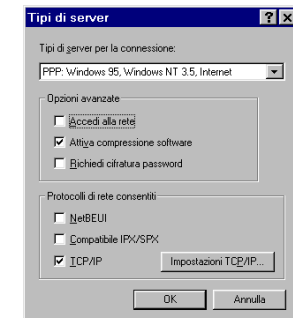 Tipi di server
Tipi di server per la connessione:
PPP: Windows 95, Windows NT 3.5, Internet
Opzioni avanzate
Accedi alla rete
Attiva compressione software
Richiedi cifratura password
Protocolli di rete consentiti
NetBEUI
Compatibile IPX/SPX
TCP/IP
Impostazioni TCP/IP...
OK
Annulla